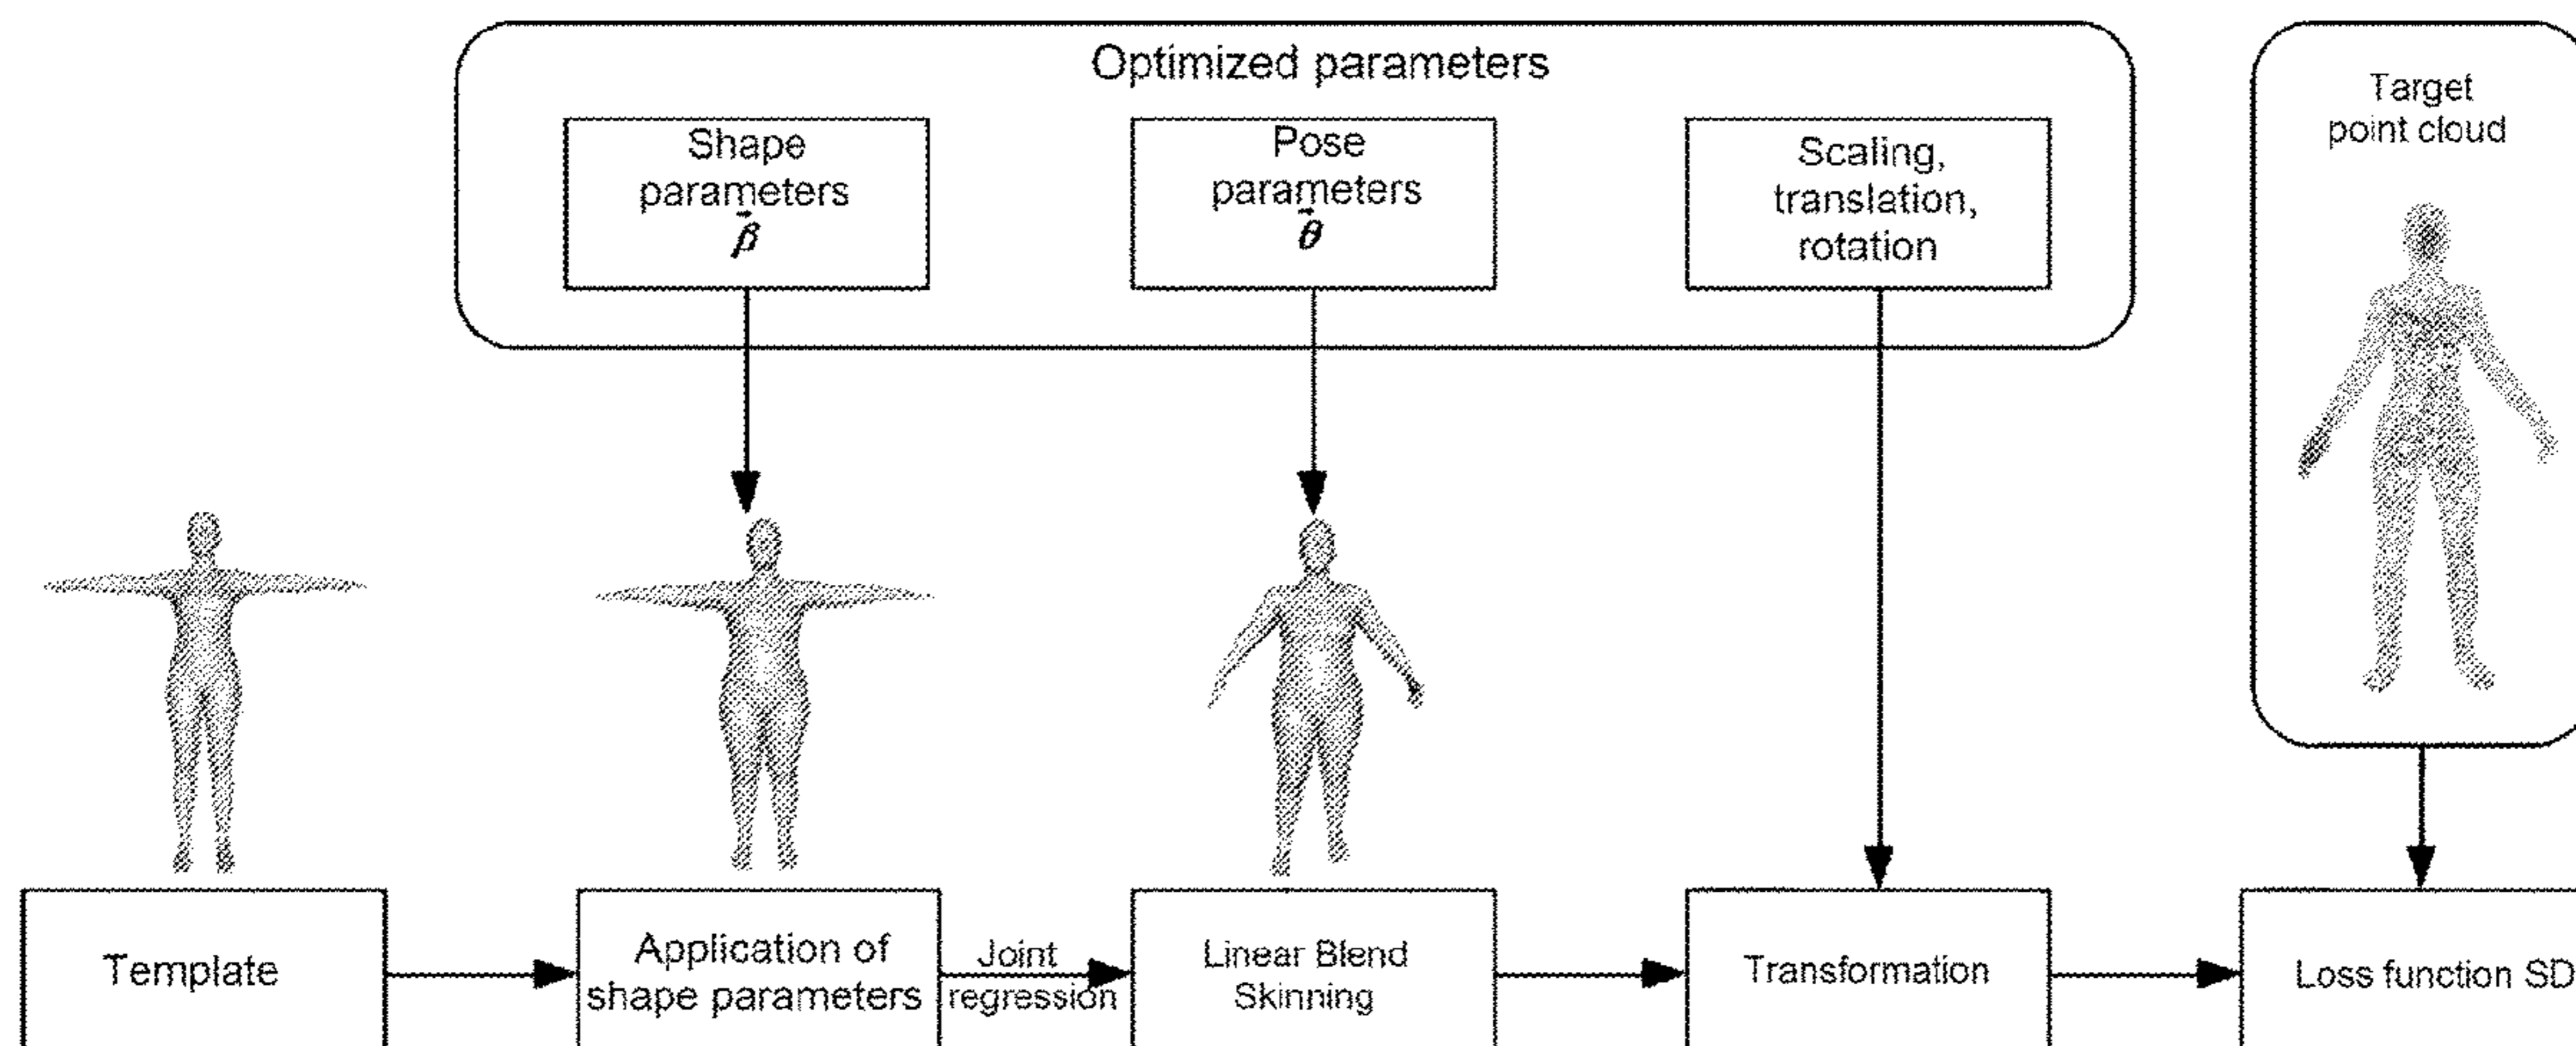 Optimized parameters
Shape
parameters
β⃗
Pose
parameters
θ⃗
Scaling,
translation,
rotation
Target
point cloud
Template
Application of
shape parameters
Joint
regression
Linear Blend
Skinning
Transformation
Loss function SD